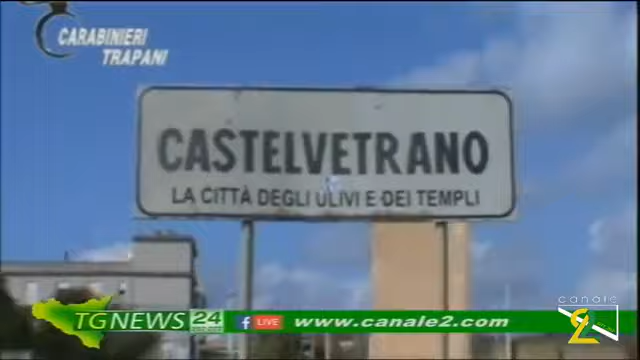 CARABINIERI
TRAPANI
CASTELVETRANO
LA CITTÀ DEGLI ULIVI E DEI TEMPLI
TGNEWS 24
f LIVE
www.canale2.com
canale
2